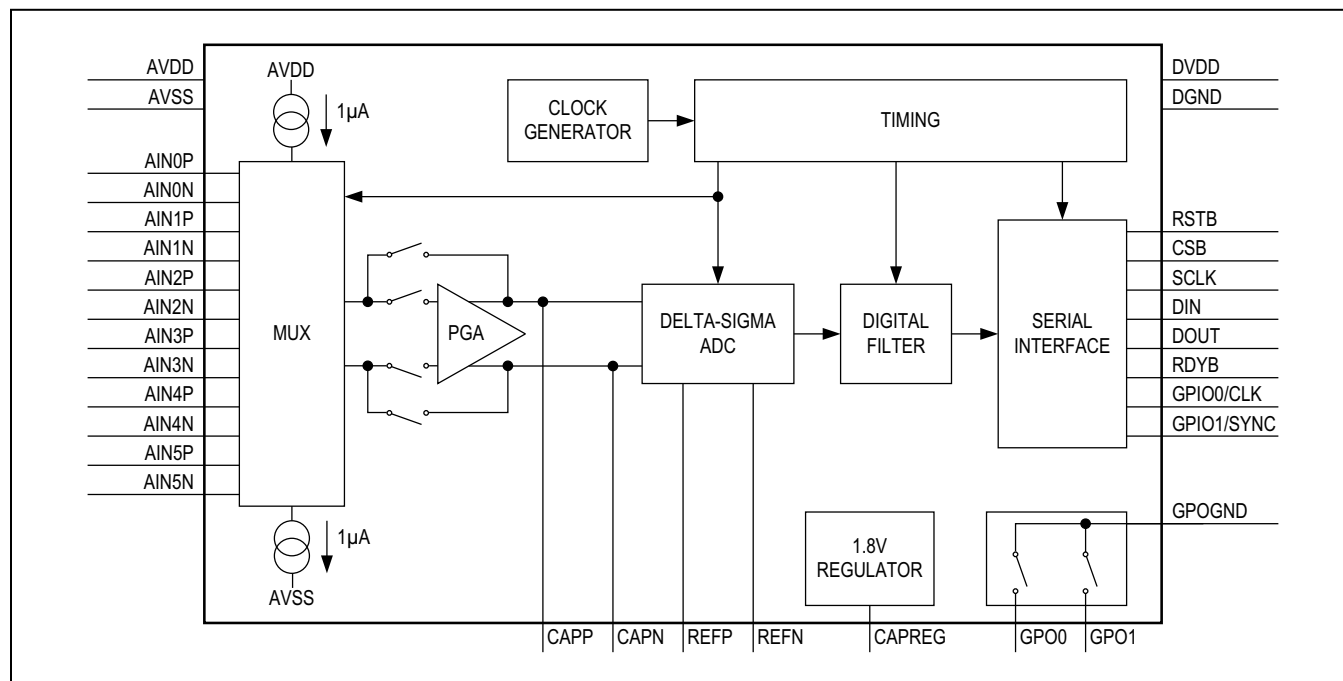 AVDD
AVSS
AIN0P
AIN0N
AIN1P
AIN1N
AIN2P
AIN2N
AIN3P
AIN3N
AIN4P
AIN4N
AIN5P
AIN5N
AVDD
1µA
MUX
1µA
AVSS
PGA
CLOCK
GENERATOR
TIMING
DELTA-SIGMA
ADC
DIGITAL
FILTER
SERIAL
INTERFACE
1.8V
REGULATOR
DVDD
DGND
RSTB
CSB
SCLK
DIN
DOUT
RDYB
GPIO0/CLK
GPIO1/SYNC
GPOGND
CAPP
CAPN
REFP
REFN
CAPREG
GPO0
GPO1